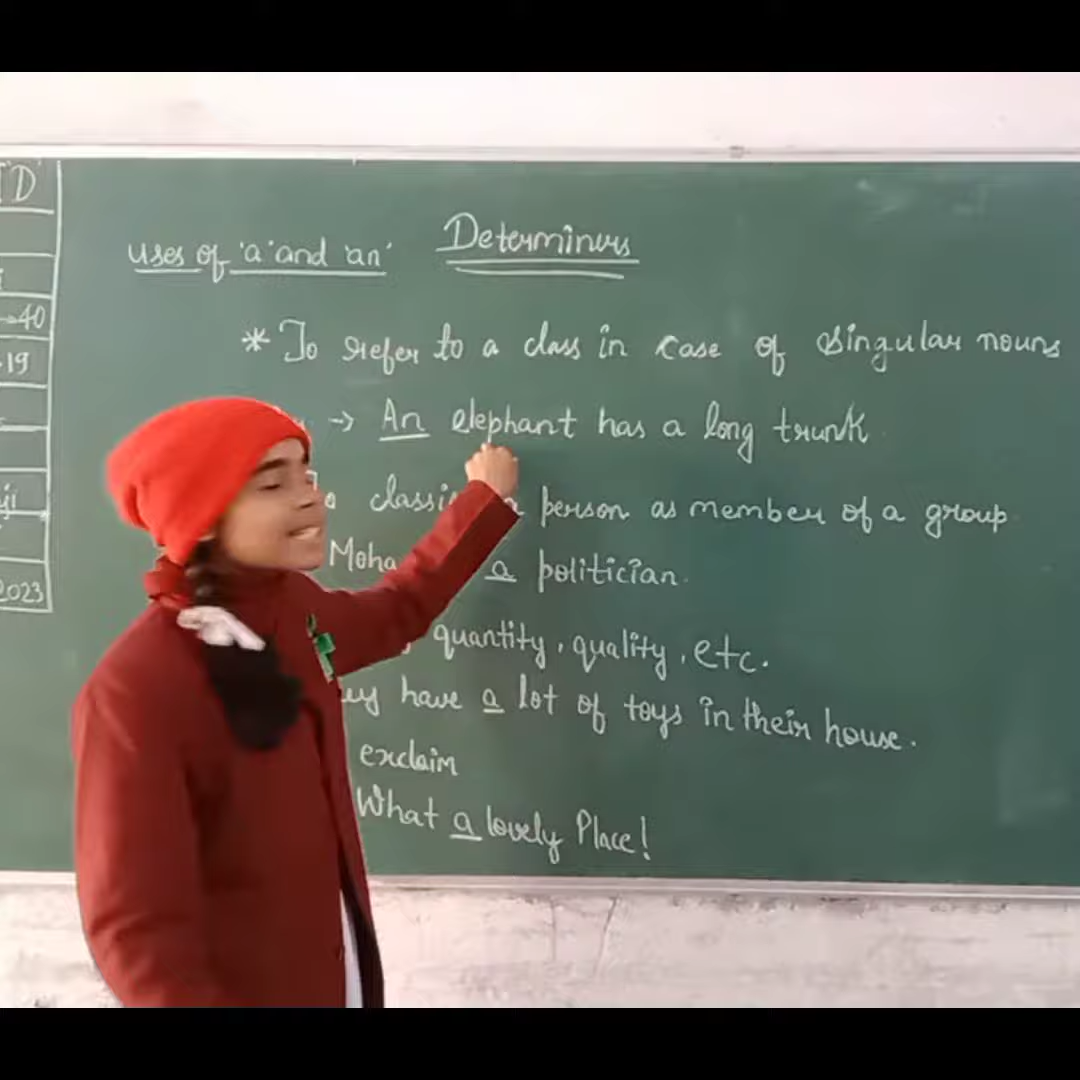 Determiners
uses of 'a' and 'an'
* To refer to a class in case of singular nouns
→ An elephant has a long trunk
person as member of a group
a politician.
quantity, quality, etc.
have a lot of toys in their house.
exclaim
What a lovely Place!
D
40
19
2023